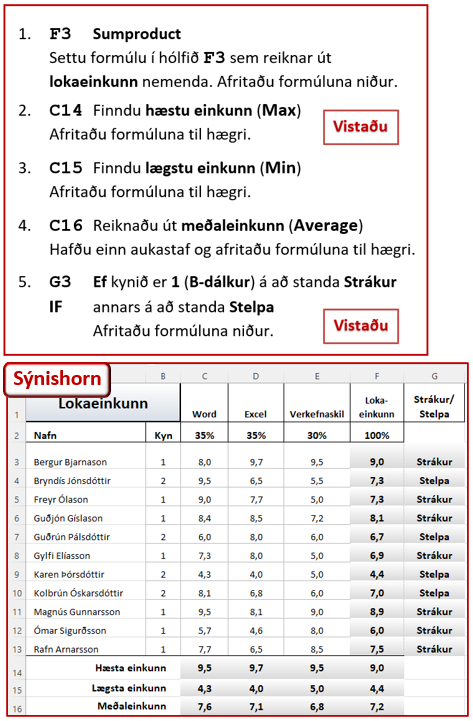 1. F3 Sumproduct
Settu formúlu í hólfið F3 sem reiknar út
lokaeinkunn nemenda. Afritaðu formúluna niður.
2. C14 Finndu hæstu einkunn (Max)
Afritaðu formúluna til hægri.
Vistaðu
3. C15 Finndu lægstu einkunn (Min)
Afritaðu formúluna til hægri.
4. C16 Reiknaðu út meðaleinkunn (Average)
Hafðu einn aukastaf og afritaðu formúluna til hægri.
5. G3 Ef kynið er 1 (B-dálkur) á að standa Strákur
IF annars á að standa Stelpa
Afritaðu formúluna niður.
Vistaðu
Sýnishorn
B C D E F G
1 Lokaeinkunn Word Excel Verkefnaskil Loka-einkunn Strákur/Stelpa
2 Nafn Kyn 35% 35% 30% 100%
3 Bergur Bjarnason 1 8,0 9,7 9,5 9,0 Strákur
4 Bryndís Jónsdóttir 2 9,5 6,5 5,5 7,3 Stelpa
5 Freyr Ólason 1 9,0 7,7 5,0 7,3 Strákur
6 Guðjón Gíslason 1 8,4 8,5 7,2 8,1 Strákur
7 Guðrún Pálsdóttir 2 6,0 8,0 6,0 6,7 Stelpa
8 Gylfi Elíasson 1 7,3 8,0 5,0 6,9 Strákur
9 Karen Þórsdóttir 2 4,3 4,0 5,0 4,4 Stelpa
10 Kolbrún Óskarsdóttir 2 8,1 6,8 6,0 7,0 Stelpa
11 Magnús Gunnarsson 1 9,5 8,1 9,0 8,9 Strákur
12 Ómar Sigurðsson 1 5,7 4,6 8,0 6,0 Strákur
13 Rafn Arnarsson 1 7,7 6,5 8,5 7,5 Strákur
14 Hæsta einkunn 9,5 9,7 9,5 9,0
15 Lægsta einkunn 4,3 4,0 5,0 4,4
16 Meðaleinkunn 7,6 7,1 6,8 7,2